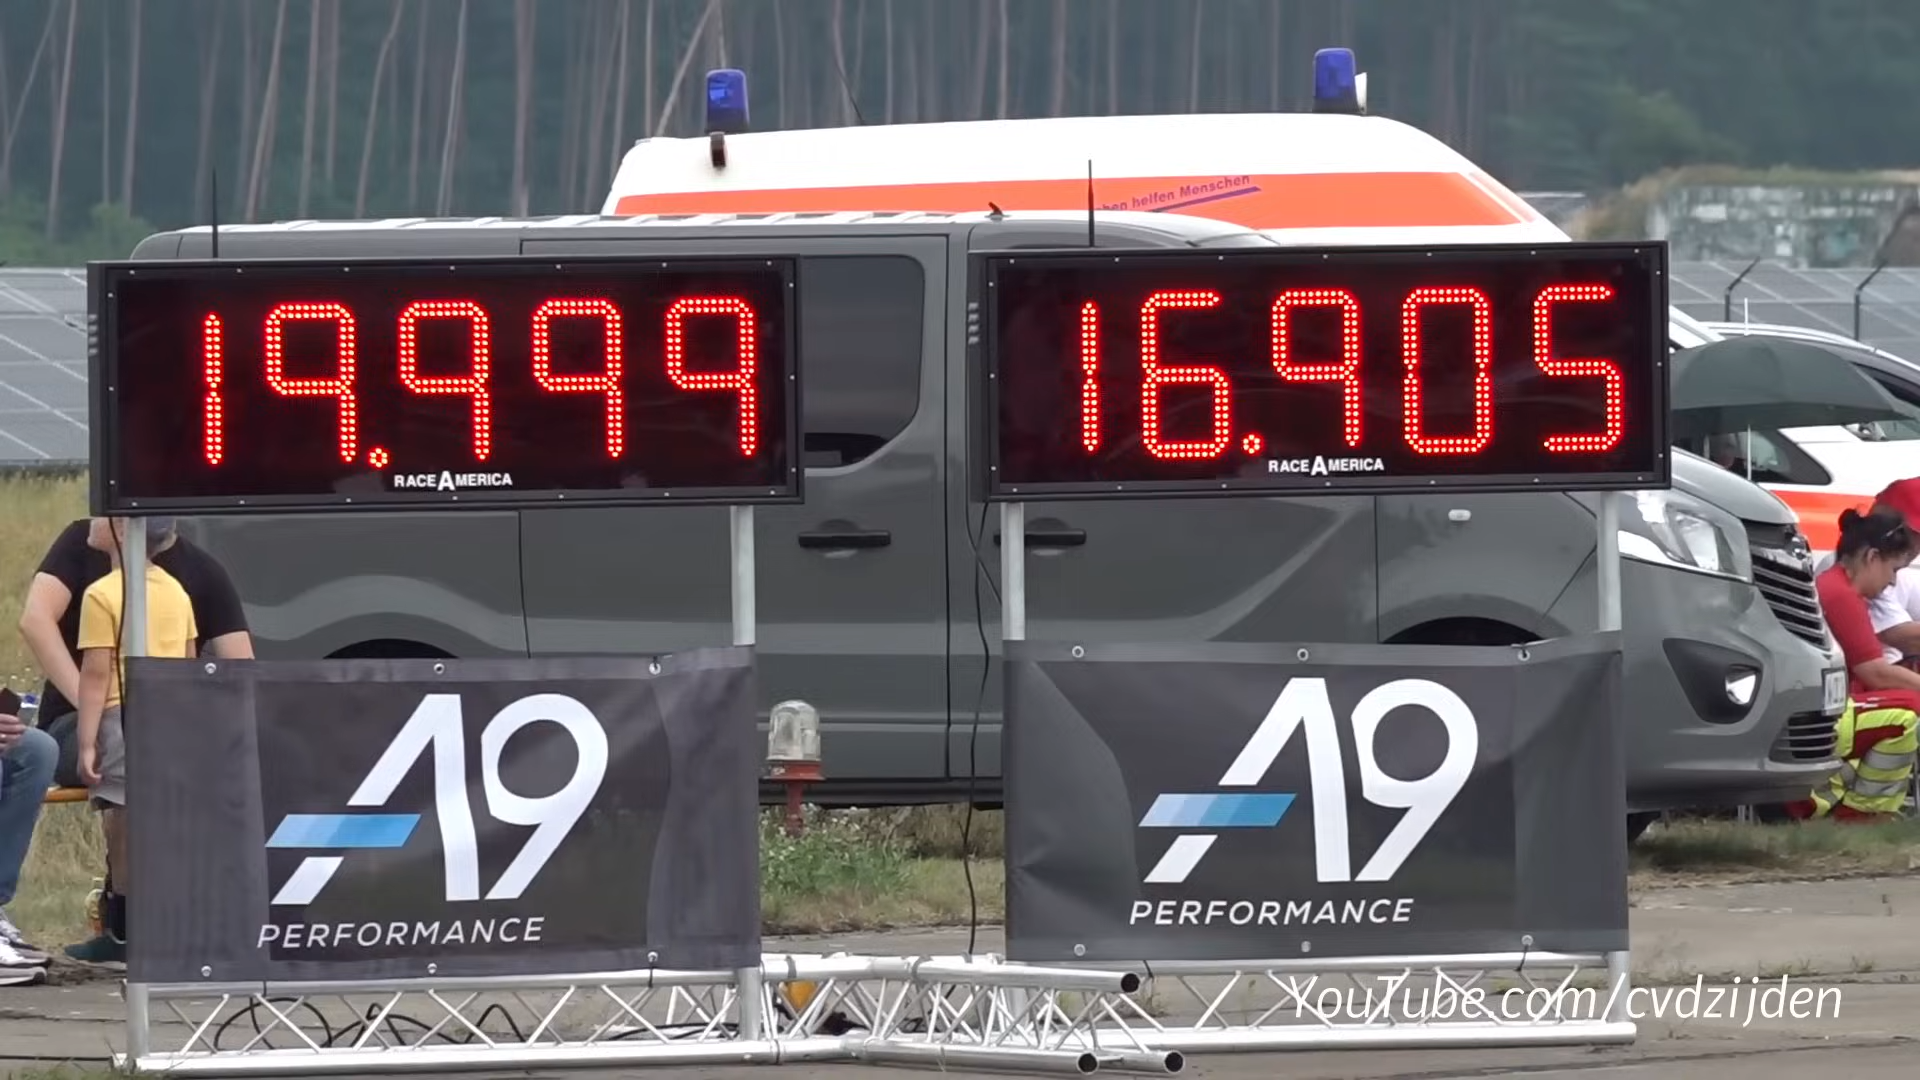 helfen Menschen
19.999
RACEAMERICA
16.905
RACEAMERICA
A9
PERFORMANCE
A9
PERFORMANCE
YouTube.com/cvdzijden